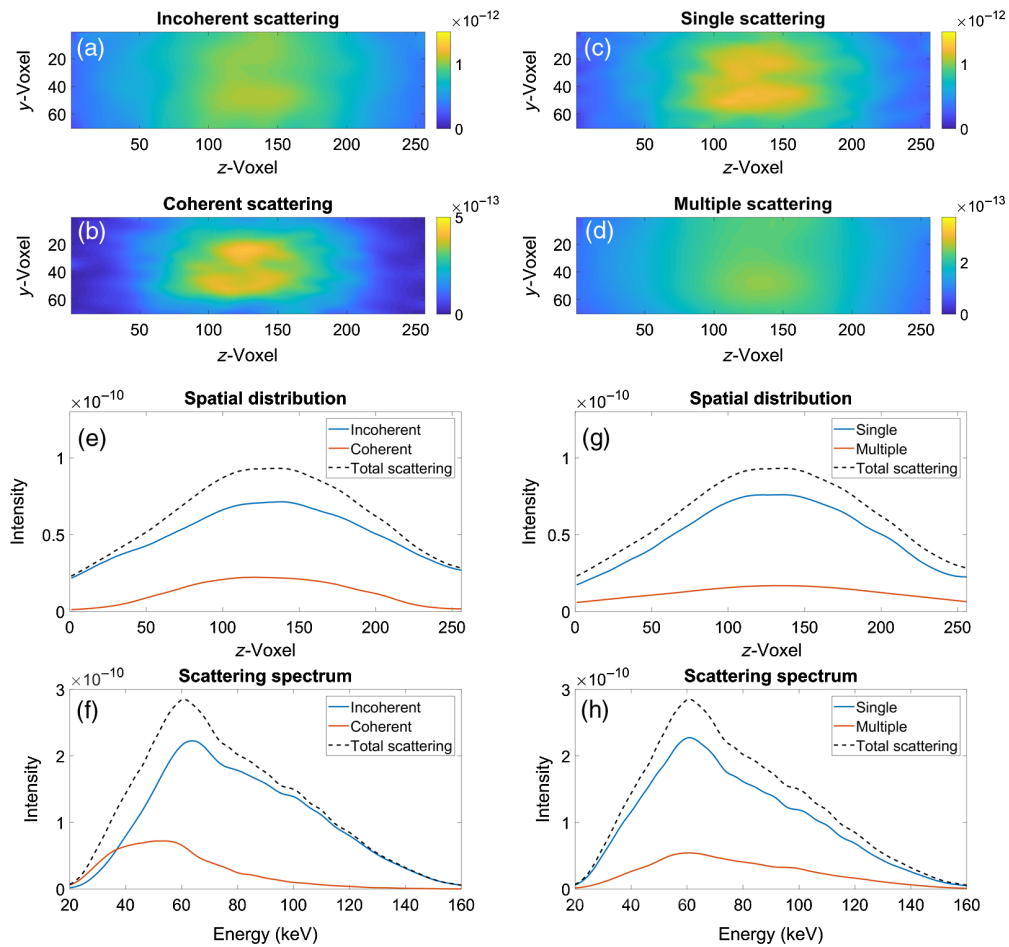 Incoherent scattering
×10⁻¹²
(a)
y-Voxel
20
40
60
1
0
50 100 150 200 250
z-Voxel
Single scattering
×10⁻¹²
(c)
y-Voxel
20
40
60
1
0
50 100 150 200 250
z-Voxel
Coherent scattering
×10⁻¹³
(b)
y-Voxel
20
40
60
5
0
50 100 150 200 250
z-Voxel
Multiple scattering
×10⁻¹³
(d)
y-Voxel
20
40
60
2
0
50 100 150 200 250
z-Voxel
×10⁻¹⁰
Spatial distribution
(e)
Incoherent
Coherent
Total scattering
Intensity
1
0.5
0
0 50 100 150 200 250
z-Voxel
×10⁻¹⁰
Spatial distribution
(g)
Single
Multiple
Total scattering
Intensity
1
0.5
0
0 50 100 150 200 250
z-Voxel
×10⁻¹⁰
Scattering spectrum
(f)
Incoherent
Coherent
Total scattering
Intensity
3
2
1
0
20 40 60 80 100 120 140 160
Energy (keV)
×10⁻¹⁰
Scattering spectrum
(h)
Single
Multiple
Total scattering
Intensity
3
2
1
0
20 40 60 80 100 120 140 160
Energy (keV)